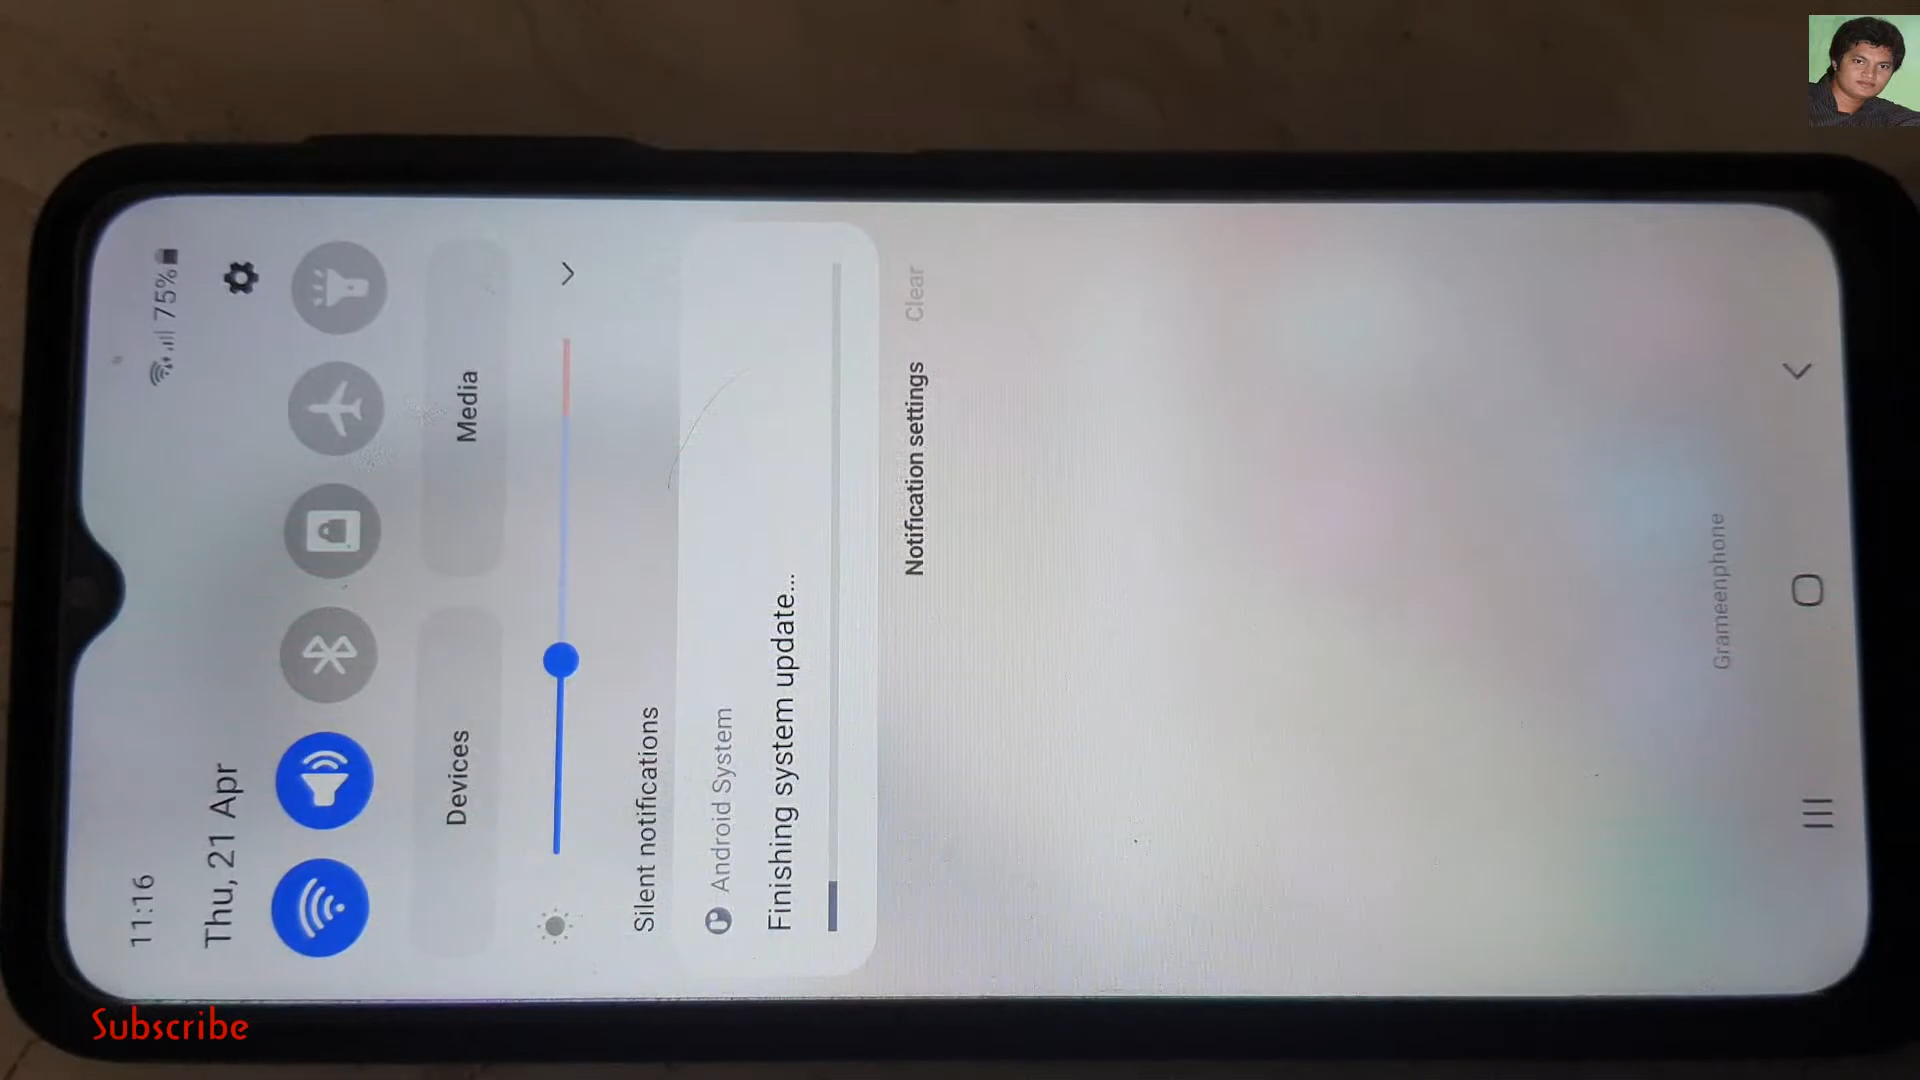 11:16
75%
Thu, 21 Apr
Devices
Media
Silent notifications
Android System
Finishing system update...
Notification settings
Clear
Grameenphone
Subscribe